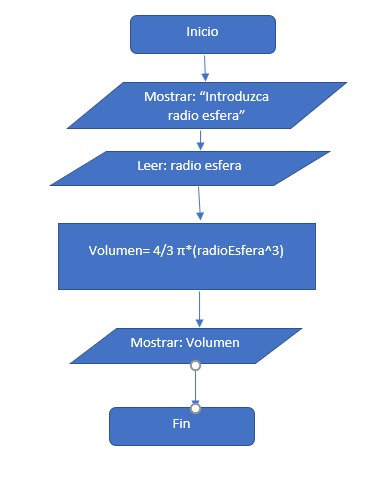 Inicio
Mostrar: “Introduzca
radio esfera”
Leer: radio esfera
Volumen= 4/3 π*(radioEsfera^3)
Mostrar: Volumen
Fin